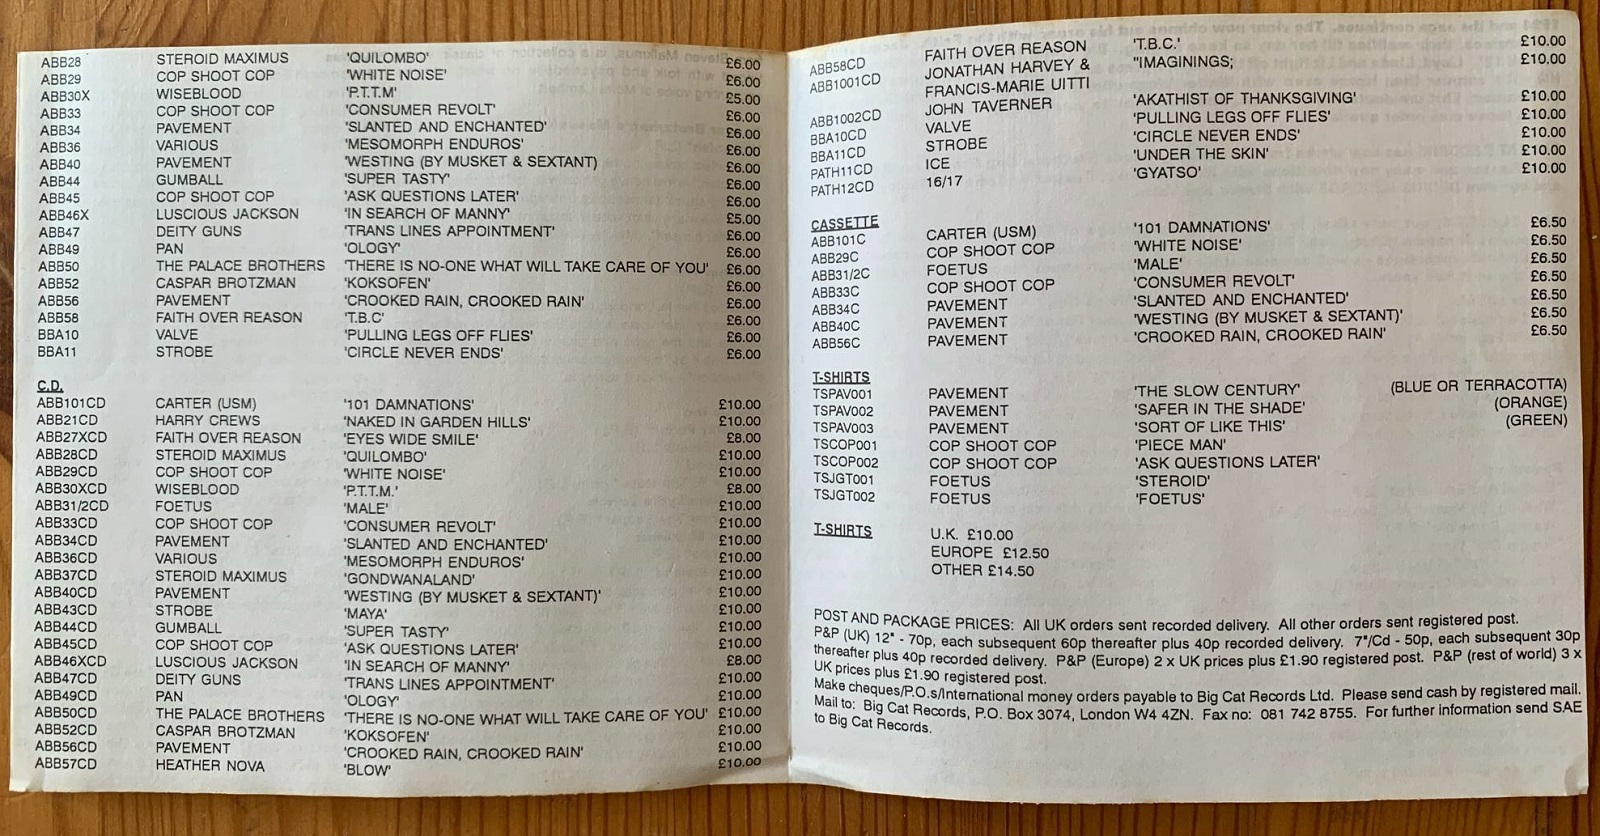 ABB28 STEROID MAXIMUS 'QUILOMBO' £6.00
ABB29 COP SHOOT COP 'WHITE NOISE' £6.00
ABB30X WISEBLOOD 'P.T.T.M' £5.00
ABB33 COP SHOOT COP 'CONSUMER REVOLT' £6.00
ABB34 PAVEMENT 'SLANTED AND ENCHANTED' £6.00
ABB36 VARIOUS 'MESOMORPH ENDUROS' £6.00
ABB40 PAVEMENT 'WESTING (BY MUSKET & SEXTANT) £6.00
ABB44 GUMBALL 'SUPER TASTY' £6.00
ABB45 COP SHOOT COP 'ASK QUESTIONS LATER' £6.00
ABB46X LUSCIOUS JACKSON 'IN SEARCH OF MANNY' £5.00
ABB47 DEITY GUNS 'TRANS LINES APPOINTMENT' £6.00
ABB49 PAN 'OLOGY' £6.00
ABB50 THE PALACE BROTHERS 'THERE IS NO-ONE WHAT WILL TAKE CARE OF YOU' £6.00
ABB52 CASPAR BROTZMAN 'KOKSOFEN' £6.00
ABB56 PAVEMENT 'CROOKED RAIN, CROOKED RAIN' £6.00
ABB58 FAITH OVER REASON 'T.B.C' £6.00
BBA10 VALVE 'PULLING LEGS OFF FLIES' £6.00
BBA11 STROBE 'CIRCLE NEVER ENDS' £6.00
C.D.
ABB101CD CARTER (USM) '101 DAMNATIONS' £10.00
ABB21CD HARRY CREWS 'NAKED IN GARDEN HILLS' £10.00
ABB27XCD FAITH OVER REASON 'EYES WIDE SMILE' £8.00
ABB28CD STEROID MAXIMUS 'QUILOMBO' £10.00
ABB29CD COP SHOOT COP 'WHITE NOISE' £10.00
ABB30XCD WISEBLOOD 'P.T.T.M.' £8.00
ABB31/2CD FOETUS 'MALE' £10.00
ABB33CD COP SHOOT COP 'CONSUMER REVOLT' £10.00
ABB34CD PAVEMENT 'SLANTED AND ENCHANTED' £10.00
ABB36CD VARIOUS 'MESOMORPH ENDUROS' £10.00
ABB37CD STEROID MAXIMUS 'GONDWANALAND' £10.00
ABB40CD PAVEMENT 'WESTING (BY MUSKET & SEXTANT)' £10.00
ABB43CD STROBE 'MAYA' £10.00
ABB44CD GUMBALL 'SUPER TASTY' £10.00
ABB45CD COP SHOOT COP 'ASK QUESTIONS LATER' £10.00
ABB46XCD LUSCIOUS JACKSON 'IN SEARCH OF MANNY' £8.00
ABB47CD DEITY GUNS 'TRANS LINES APPOINTMENT' £10.00
ABB49CD PAN 'OLOGY' £10.00
ABB50CD THE PALACE BROTHERS 'THERE IS NO-ONE WHAT WILL TAKE CARE OF YOU' £10.00
ABB52CD CASPAR BROTZMAN 'KOKSOFEN' £10.00
ABB56CD PAVEMENT 'CROOKED RAIN, CROOKED RAIN' £10.00
ABB57CD HEATHER NOVA 'BLOW' £10.00
ABB58CD FAITH OVER REASON 'T.B.C.' £10.00
ABB1001CD JONATHAN HARVEY & "IMAGININGS; £10.00
FRANCIS-MARIE UITTI
ABB1002CD JOHN TAVERNER 'AKATHIST OF THANKSGIVING' £10.00
BBA10CD VALVE 'PULLING LEGS OFF FLIES' £10.00
BBA11CD STROBE 'CIRCLE NEVER ENDS' £10.00
PATH11CD ICE 'UNDER THE SKIN' £10.00
PATH12CD 16/17 'GYATSO' £10.00
CASSETTE
ABB101C CARTER (USM) '101 DAMNATIONS' £6.50
ABB29C COP SHOOT COP 'WHITE NOISE' £6.50
ABB31/2C FOETUS 'MALE' £6.50
ABB33C COP SHOOT COP 'CONSUMER REVOLT' £6.50
ABB34C PAVEMENT 'SLANTED AND ENCHANTED' £6.50
ABB40C PAVEMENT 'WESTING (BY MUSKET & SEXTANT)' £6.50
ABB56C PAVEMENT 'CROOKED RAIN, CROOKED RAIN' £6.50
T-SHIRTS
TSPAV001 PAVEMENT 'THE SLOW CENTURY' (BLUE OR TERRACOTTA)
TSPAV002 PAVEMENT 'SAFER IN THE SHADE' (ORANGE)
TSPAV003 PAVEMENT 'SORT OF LIKE THIS' (GREEN)
TSCOP001 COP SHOOT COP 'PIECE MAN'
TSCOP002 COP SHOOT COP 'ASK QUESTIONS LATER'
TSJGT001 FOETUS 'STEROID'
TSJGT002 FOETUS 'FOETUS'
T-SHIRTS U.K. £10.00
EUROPE £12.50
OTHER £14.50
POST AND PACKAGE PRICES: All UK orders sent recorded delivery. All other orders sent registered post.
P&P (UK) 12" - 70p, each subsequent 60p thereafter plus 40p recorded delivery. 7"/Cd - 50p, each subsequent 30p
thereafter plus 40p recorded delivery. P&P (Europe) 2 x UK prices plus £1.90 registered post. P&P (rest of world) 3 x
UK prices plus £1.90 registered post.
Make cheques/P.O.s/International money orders payable to Big Cat Records Ltd. Please send cash by registered mail.
Mail to: Big Cat Records, P.O. Box 3074, London W4 4ZN. Fax no: 081 742 8755. For further information send SAE
to Big Cat Records.